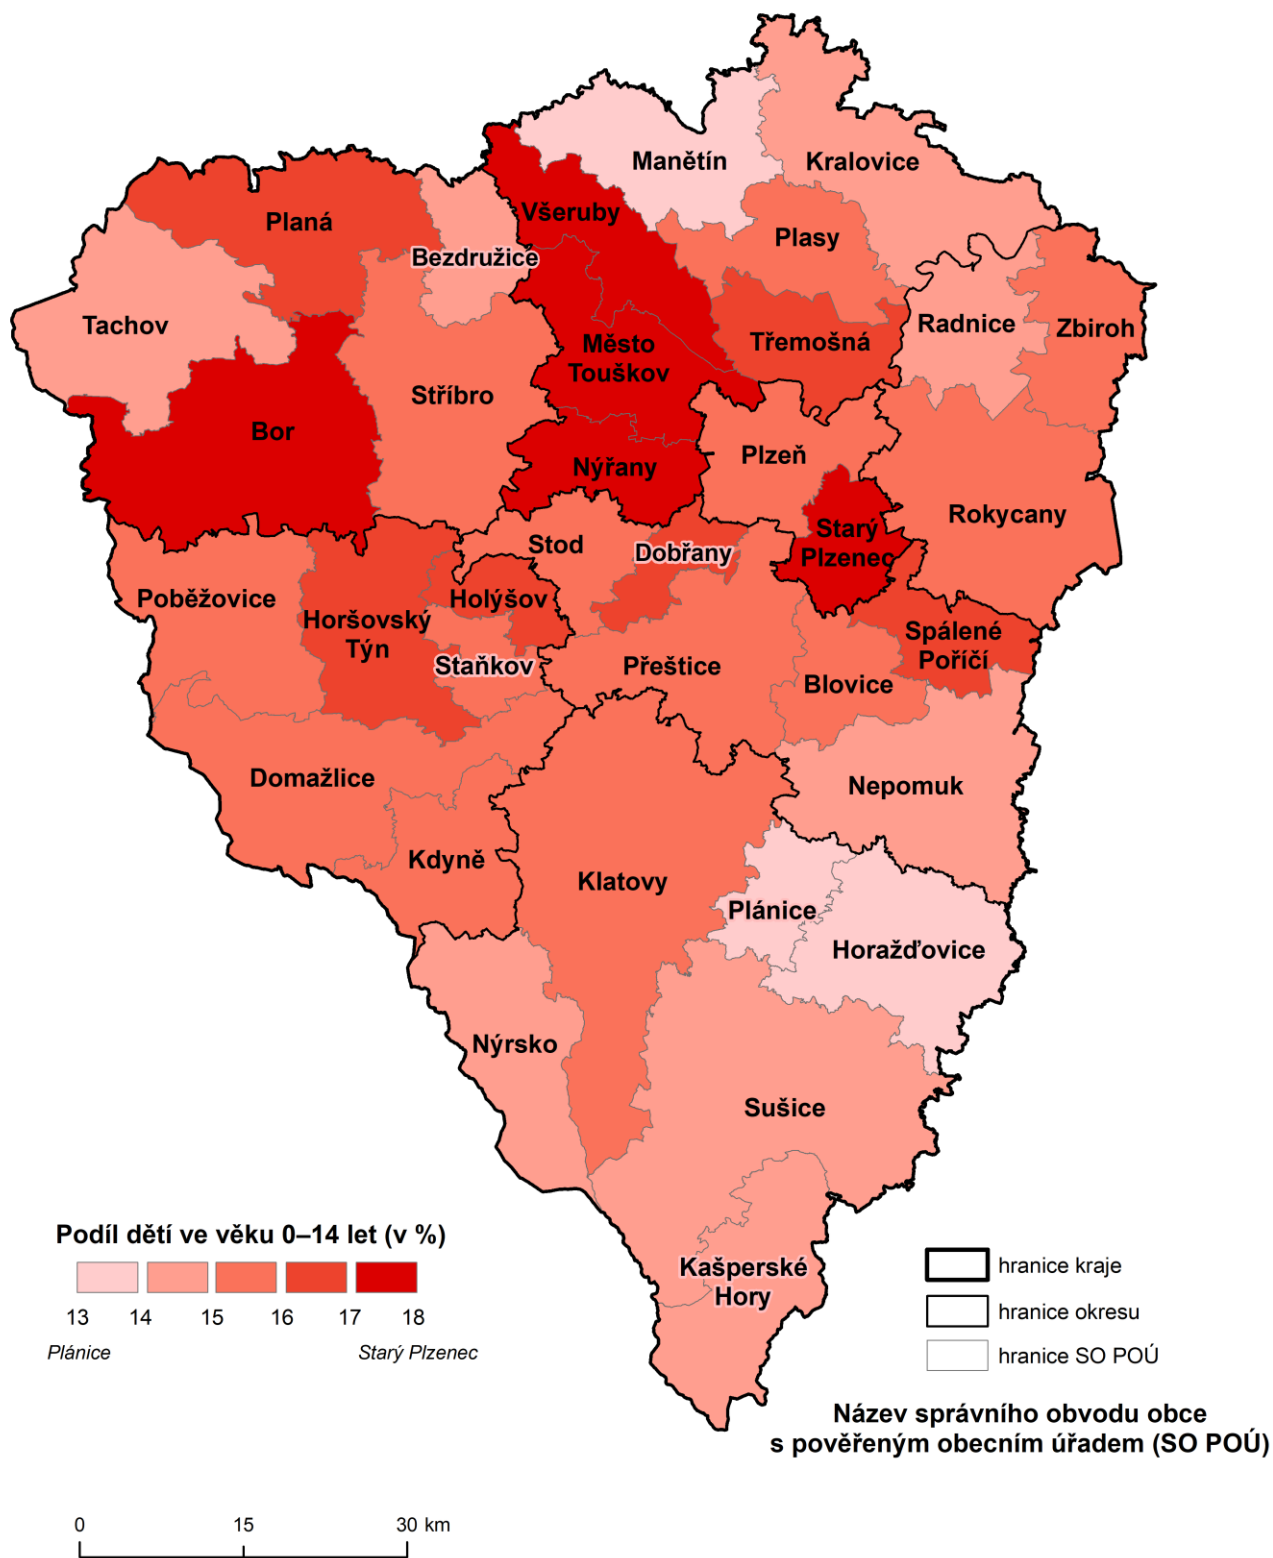 Manětín
Kralovice
Všeruby
Planá
Plasy
Bezdružice
Tachov
Radnice
Zbiroh
Město
Touškov
Třemošná
Stříbro
Bor
Plzeň
Nýřany
Rokycany
Starý
Plzenec
Stod
Dobřany
Poběžovice
Holýšov
Horšovský
Týn
Spálené
Poříčí
Staňkov
Přeštice
Blovice
Domažlice
Nepomuk
Kdyně
Klatovy
Plánice
Horažďovice
Nýrsko
Sušice
Kašperské
Hory
Podíl dětí ve věku 0–14 let (v %)
13 14 15 16 17 18
Plánice Starý Plzenec
hranice kraje
hranice okresu
hranice SO POÚ
Název správního obvodu obce
s pověřeným obecním úřadem (SO POÚ)
0 15 30 km